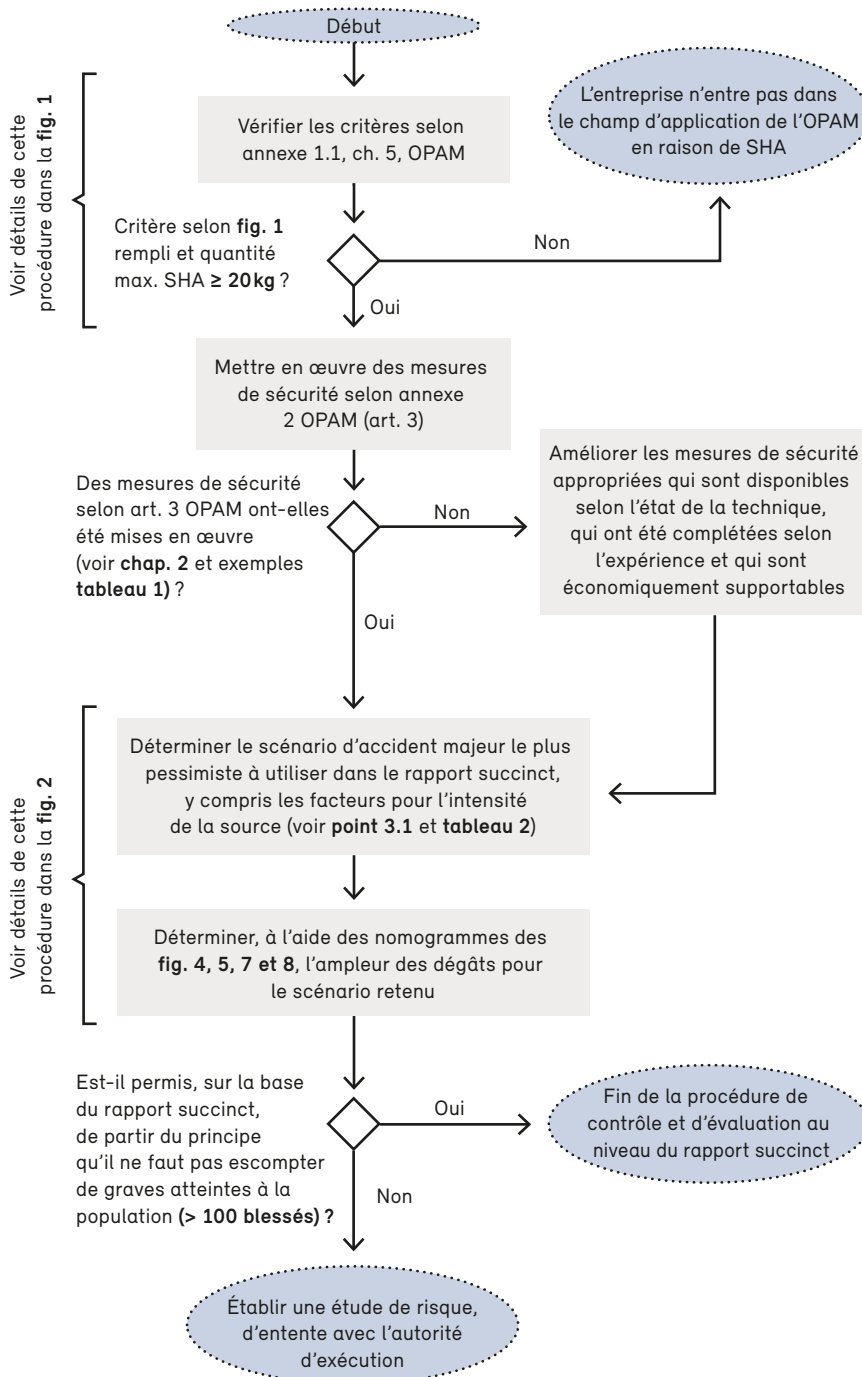 Début
Voir détails de cette
procédure dans la fig. 1
Vérifier les critères selon
annexe 1.1, ch. 5, OPAM
L'entreprise n'entre pas dans
le champ d'application de l'OPAM
en raison de SHA
Critère selon fig. 1
rempli et quantité
max. SHA ≥ 20 kg ?
Non
Oui
Mettre en œuvre des mesures
de sécurité selon annexe
2 OPAM (art. 3)
Des mesures de sécurité
selon art. 3 OPAM ont-elles
été mises en œuvre
(voir chap. 2 et exemples
tableau 1) ?
Non
Améliorer les mesures de sécurité
appropriées qui sont disponibles
selon l'état de la technique,
qui ont été complétées selon
l'expérience et qui sont
économiquement supportables
Oui
Voir détails de cette
procédure dans la fig. 2
Déterminer le scénario d'accident majeur le plus
pessimiste à utiliser dans le rapport succinct,
y compris les facteurs pour l'intensité
de la source (voir point 3.1 et tableau 2)
Déterminer, à l'aide des nomogrammes des
fig. 4, 5, 7 et 8, l'ampleur des dégâts pour
le scénario retenu
Est-il permis, sur la base
du rapport succinct,
de partir du principe
qu'il ne faut pas escompter
de graves atteintes à la
population (> 100 blessés) ?
Oui
Fin de la procédure de
contrôle et d'évaluation au
niveau du rapport succinct
Non
Établir une étude de risque,
d'entente avec l'autorité
d'exécution